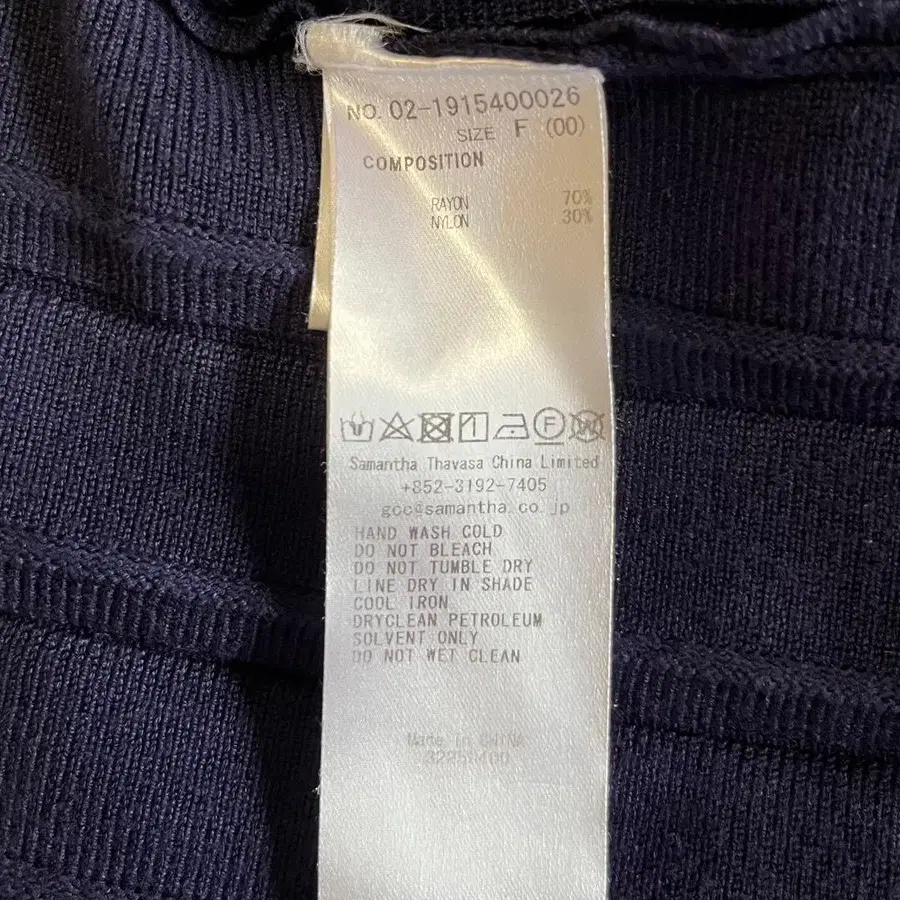 NO. 02-1915400026
SIZE F (00)
COMPOSITION
RAYON 70%
NYLON 30%
1 F W
Samantha Thavasa China Limited
+852-3192-7405
gcc@samantha.co.jp
HAND WASH COLD
DO NOT BLEACH
DO NOT TUMBLE DRY
LINE DRY IN SHADE
COOL IRON
DRYCLEAN PETROLEUM
SOLVENT ONLY
DO NOT WET CLEAN
Made in CHINA